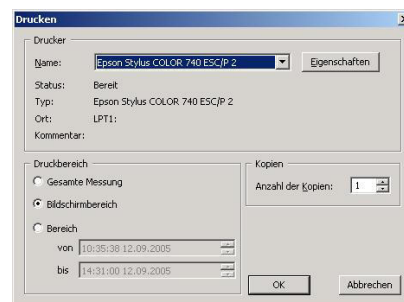 Drucken
Drucker
Name: Epson Stylus COLOR 740 ESC/P 2 Eigenschaften
Status: Bereit
Typ: Epson Stylus COLOR 740 ESC/P 2
Ort: LPT1:
Kommentar:
Druckbereich
Gesamte Messung
Bildschirmbereich
Bereich
von 10:35:38 12.09.2005
bis 14:31:00 12.09.2005
Kopien
Anzahl der Kopien: 1
OK Abbrechen